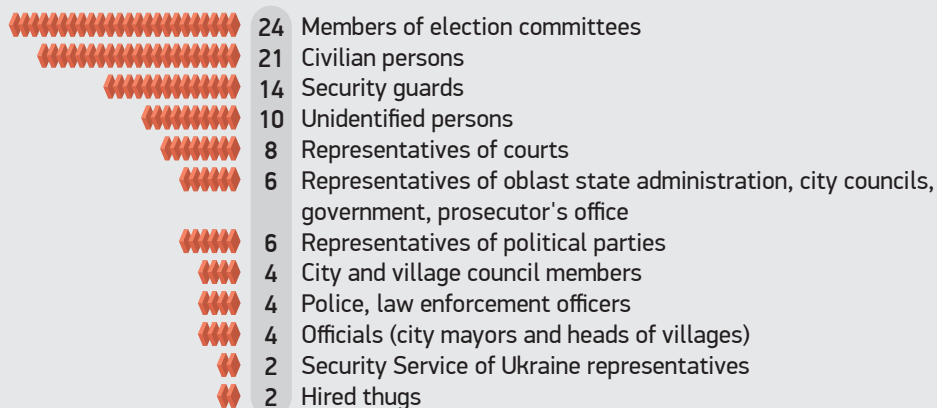 24 Members of election committees
21 Civilian persons
14 Security guards
10 Unidentified persons
8 Representatives of courts
6 Representatives of oblast state administration, city councils,
government, prosecutor's office
6 Representatives of political parties
4 City and village council members
4 Police, law enforcement officers
4 Officials (city mayors and heads of villages)
2 Security Service of Ukraine representatives
2 Hired thugs